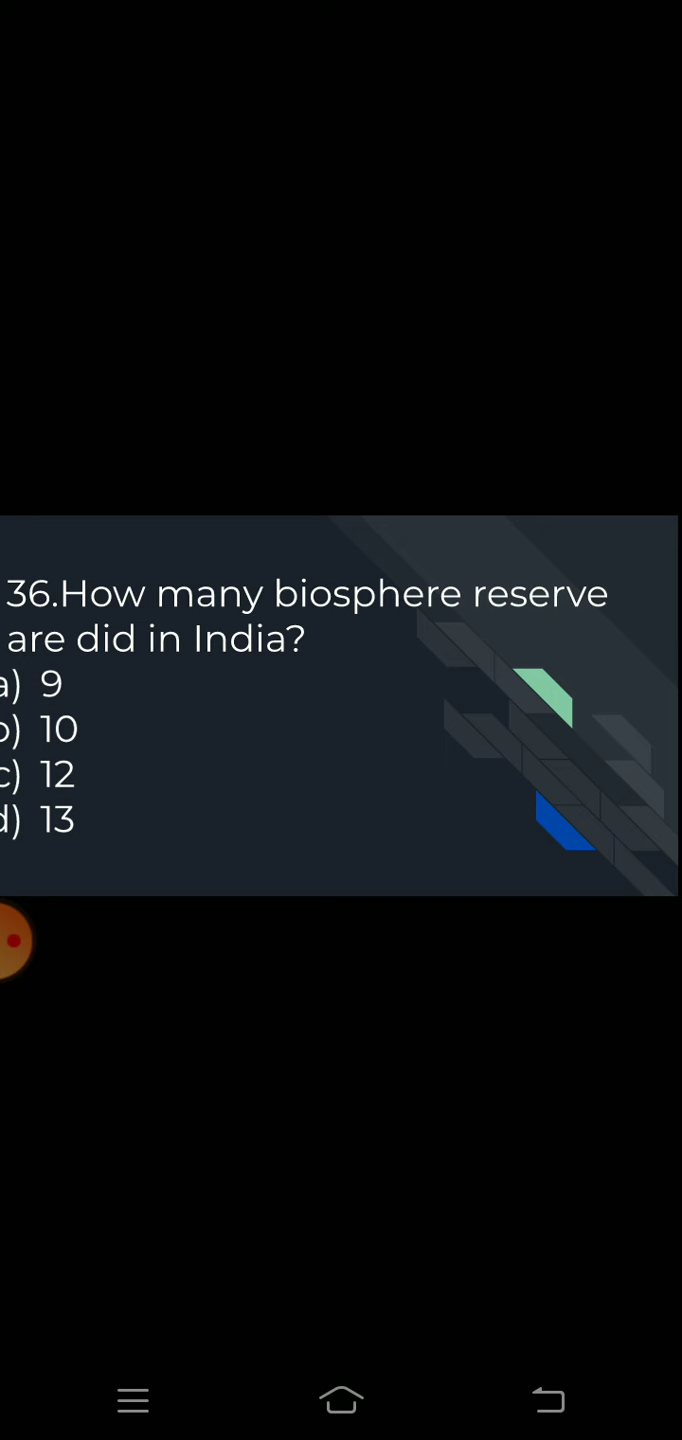 36.How many biosphere reserve
are did in India?
a) 9
b) 10
c) 12
d) 13